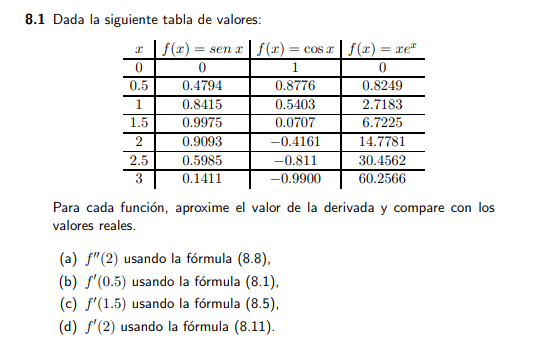 8.1 Dada la siguiente tabla de valores:
x f(x) = sen x f(x) = cos x f(x) = xeˣ
0 0 1 0
0.5 0.4794 0.8776 0.8249
1 0.8415 0.5403 2.7183
1.5 0.9975 0.0707 6.7225
2 0.9093 −0.4161 14.7781
2.5 0.5985 −0.811 30.4562
3 0.1411 −0.9900 60.2566
Para cada función, aproxime el valor de la derivada y compare con los
valores reales.
(a) f″(2) usando la fórmula (8.8),
(b) f′(0.5) usando la fórmula (8.1),
(c) f′(1.5) usando la fórmula (8.5),
(d) f′(2) usando la fórmula (8.11).